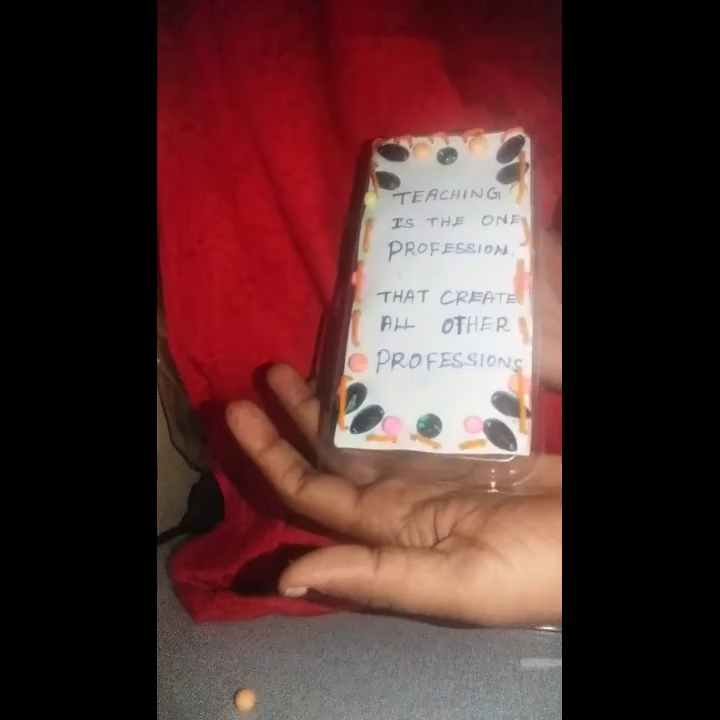 TEACHING
IS THE ONE
PROFESSION.
THAT CREATE
ALL OTHER
PROFESSIONS